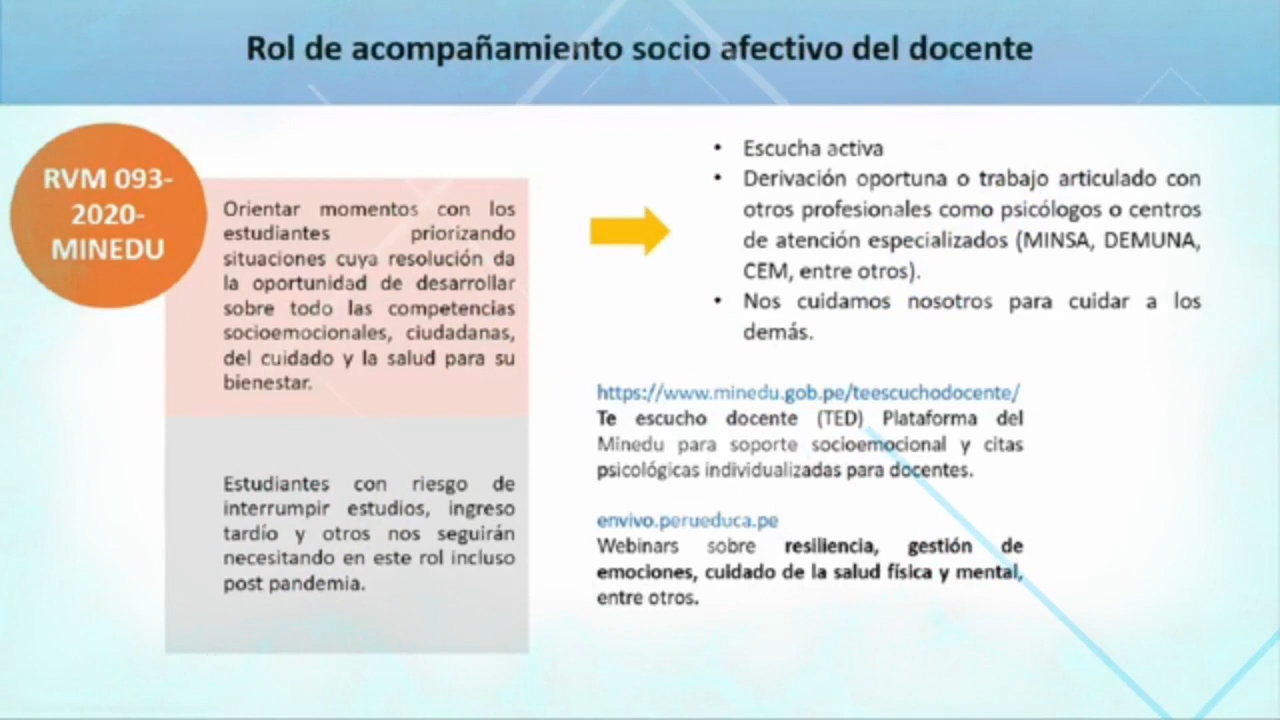 Rol de acompañamiento socio afectivo del docente
RVM 093-
2020-
MINEDU
Orientar momentos con los
estudiantes priorizando
situaciones cuya resolución da
la oportunidad de desarrollar
sobre todo las competencias
socioemocionales, ciudadanas,
del cuidado y la salud para su
bienestar.
Estudiantes con riesgo de
interrumpir estudios, ingreso
tardío y otros nos seguirán
necesitando en este rol incluso
post pandemia.
• Escucha activa
• Derivación oportuna o trabajo articulado con
otros profesionales como psicólogos o centros
de atención especializados (MINSA, DEMUNA,
CEM, entre otros).
• Nos cuidamos nosotros para cuidar a los
demás.
https://www.minedu.gob.pe/teescuchodocente/
Te escucho docente (TED) Plataforma del
Minedu para soporte socioemocional y citas
psicológicas individualizadas para docentes.
envivo.perueduca.pe
Webinars sobre resiliencia, gestión de
emociones, cuidado de la salud física y mental,
entre otros.